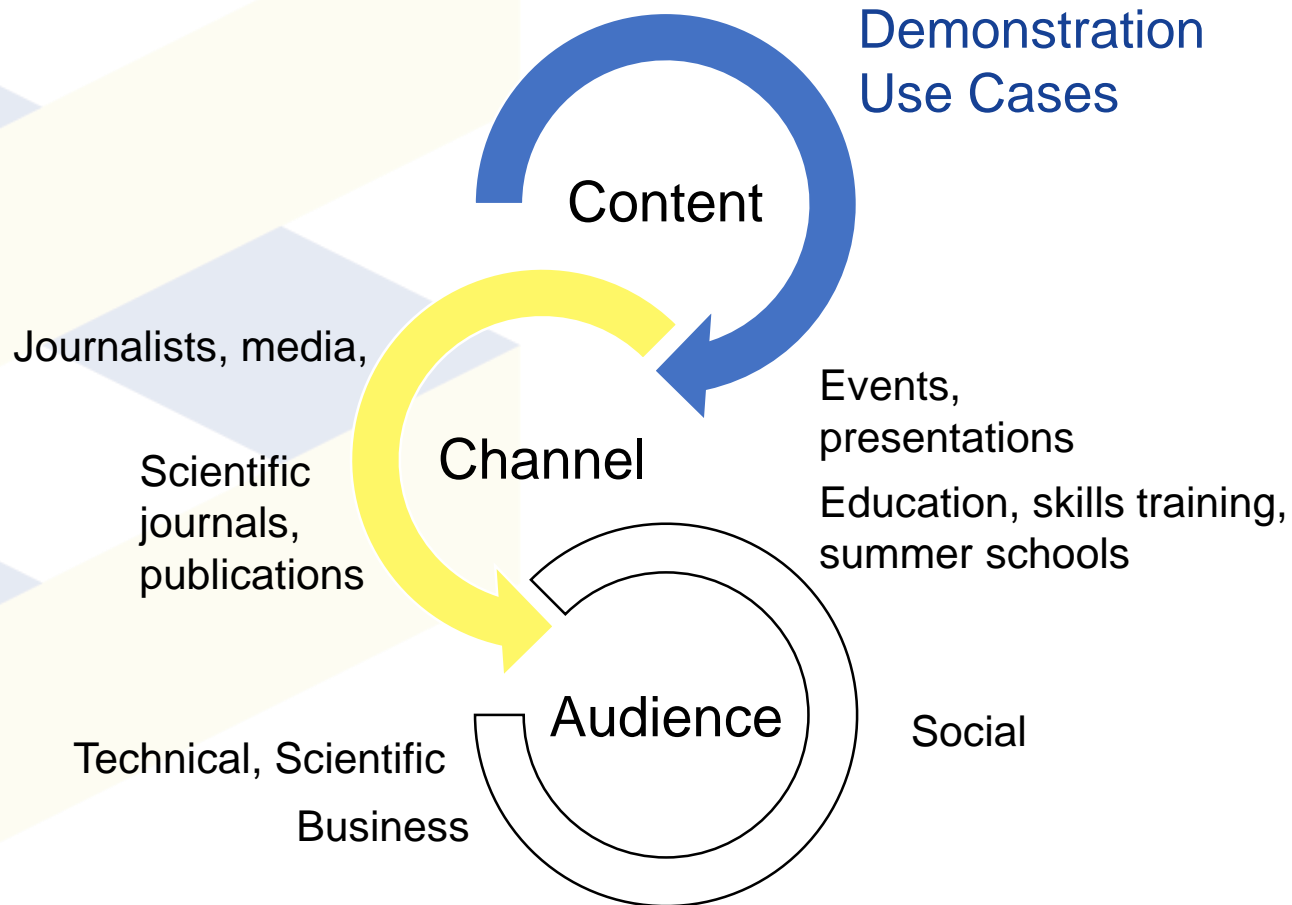 Demonstration
Use Cases
Content
Journalists, media,
Events,
presentations
Channel
Scientific
journals,
publications
Education, skills training,
summer schools
Audience
Social
Technical, Scientific
Business